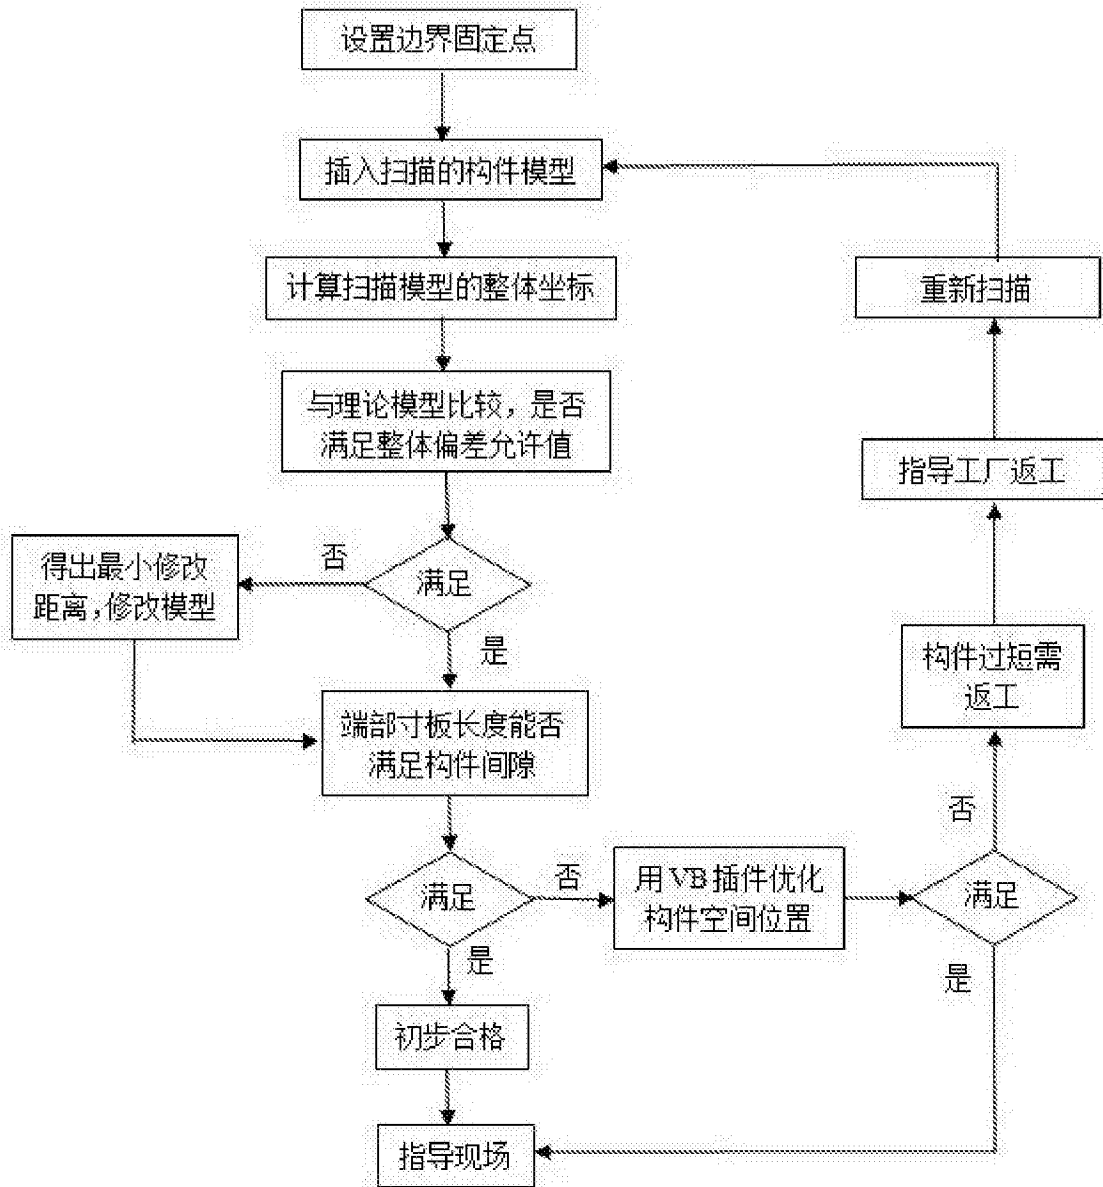 设置边界固定点
插入扫描的构件模型
计算扫描模型的整体坐标
重新扫描
与理论模型比较，是否
满足整体偏差允许值
指导工厂返工
否
满足
得出最小修改
距离，修改模型
是
构件过短需
返工
端部寸板长度能否
满足构件间隙
否
满足
否
用VB插件优化
构件空间位置
满足
是
是
初步合格
指导现场